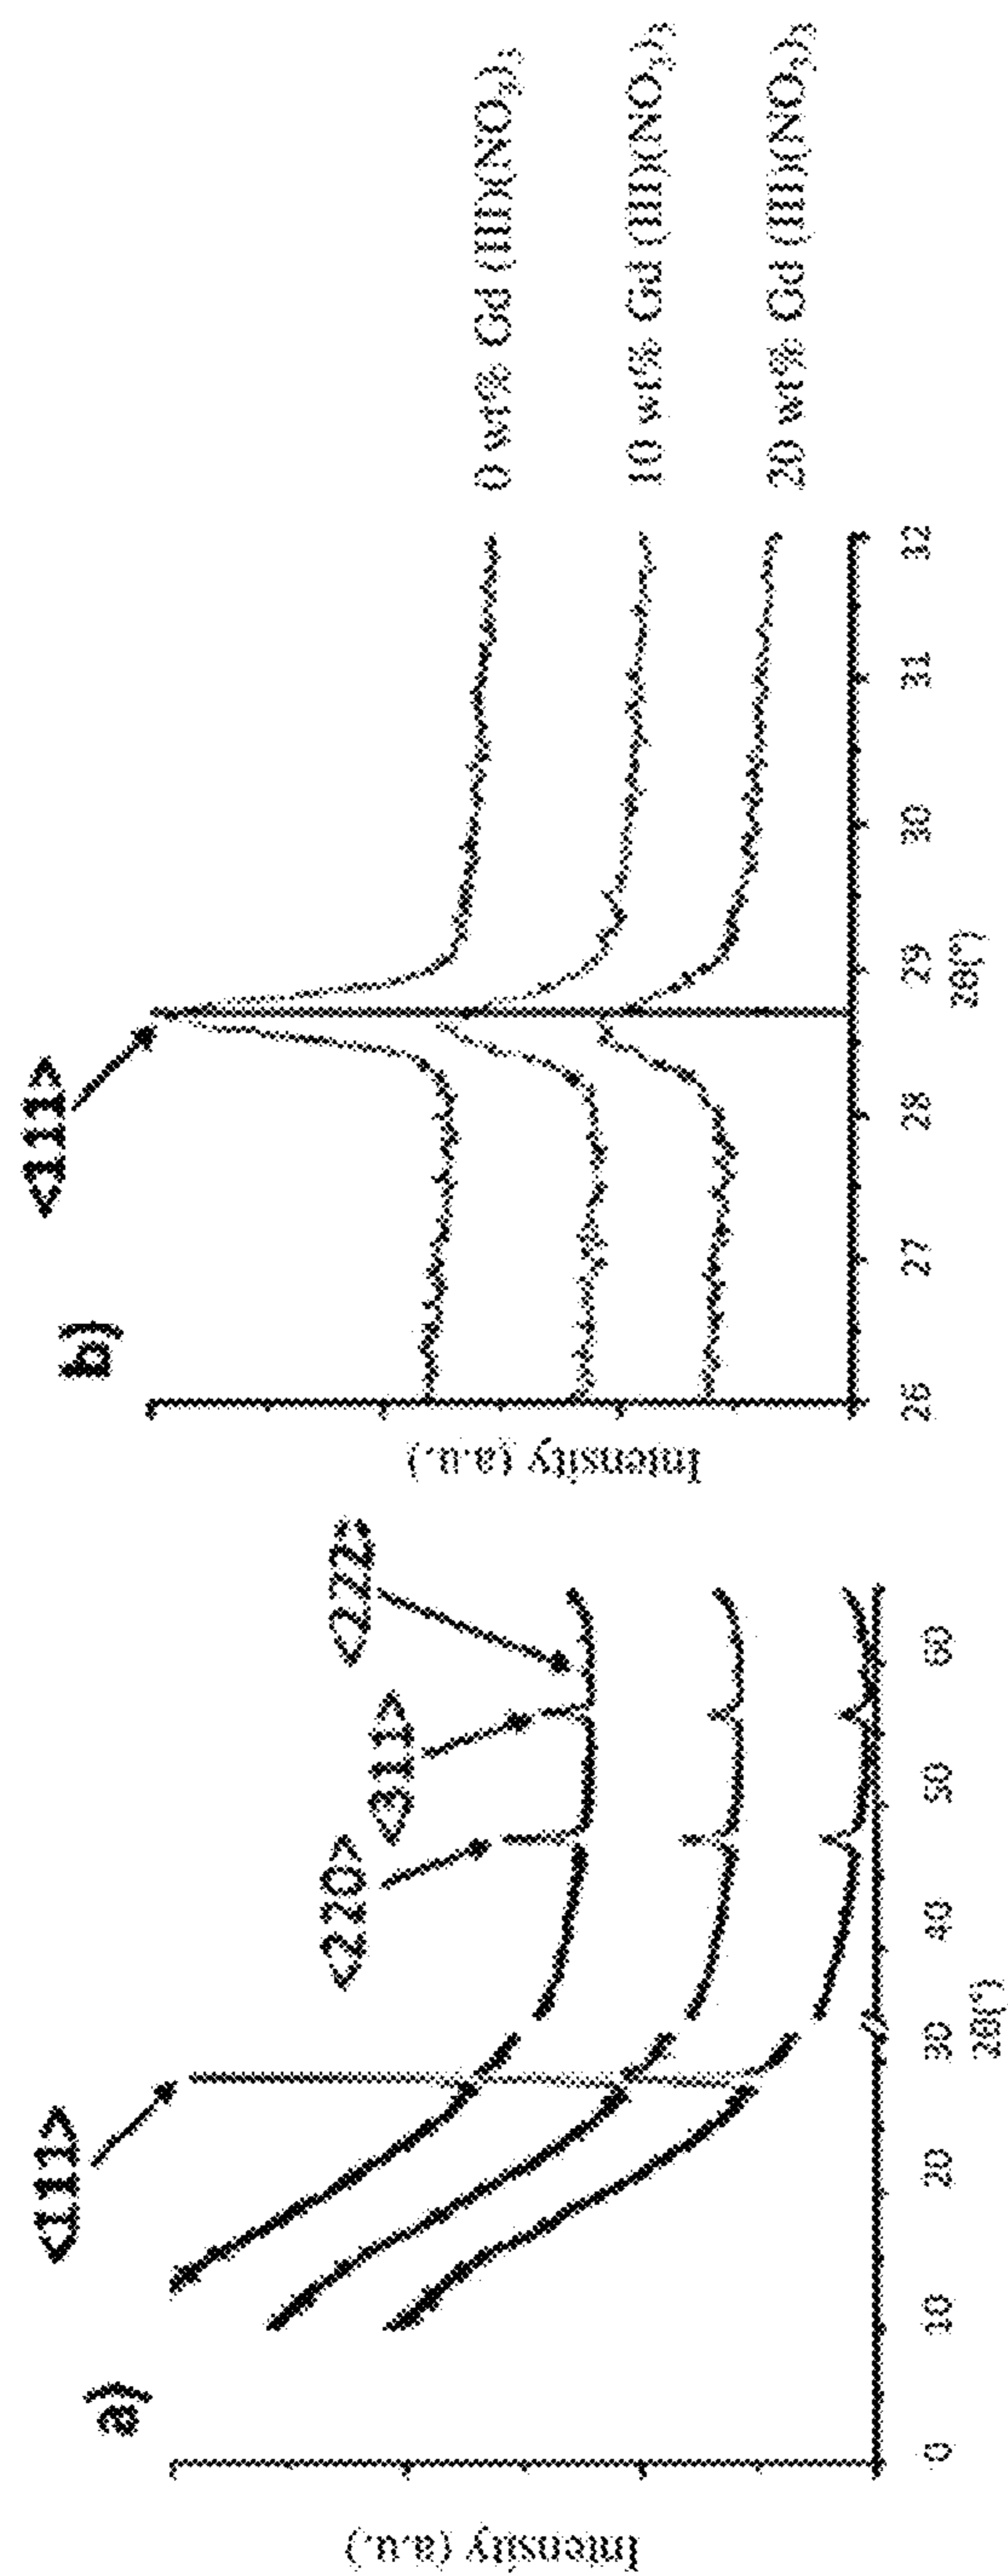 a)
<111>
<220>
<311>
<222>
Intensity (a.u.)
0 10 20 30 40 50 60
2θ(°)
b)
<111>
0 wt% Gd (III)(NO3)3
10 wt% Gd (III)(NO3)3
20 wt% Gd (III)(NO3)3
Intensity (a.u.)
26 27 28 29 30 31 32
2θ(°)